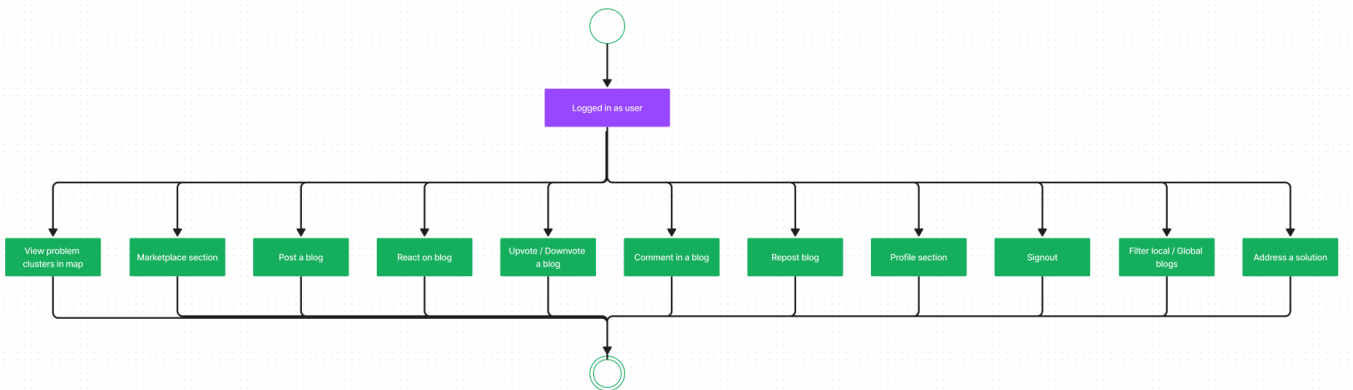 Logged in as user
View problem
clusters in map
Marketplace section
Post a blog
React on blog
Upvote / Downvote
a blog
Comment in a blog
Repost blog
Profile section
Signout
Filter local / Global
blogs
Address a solution